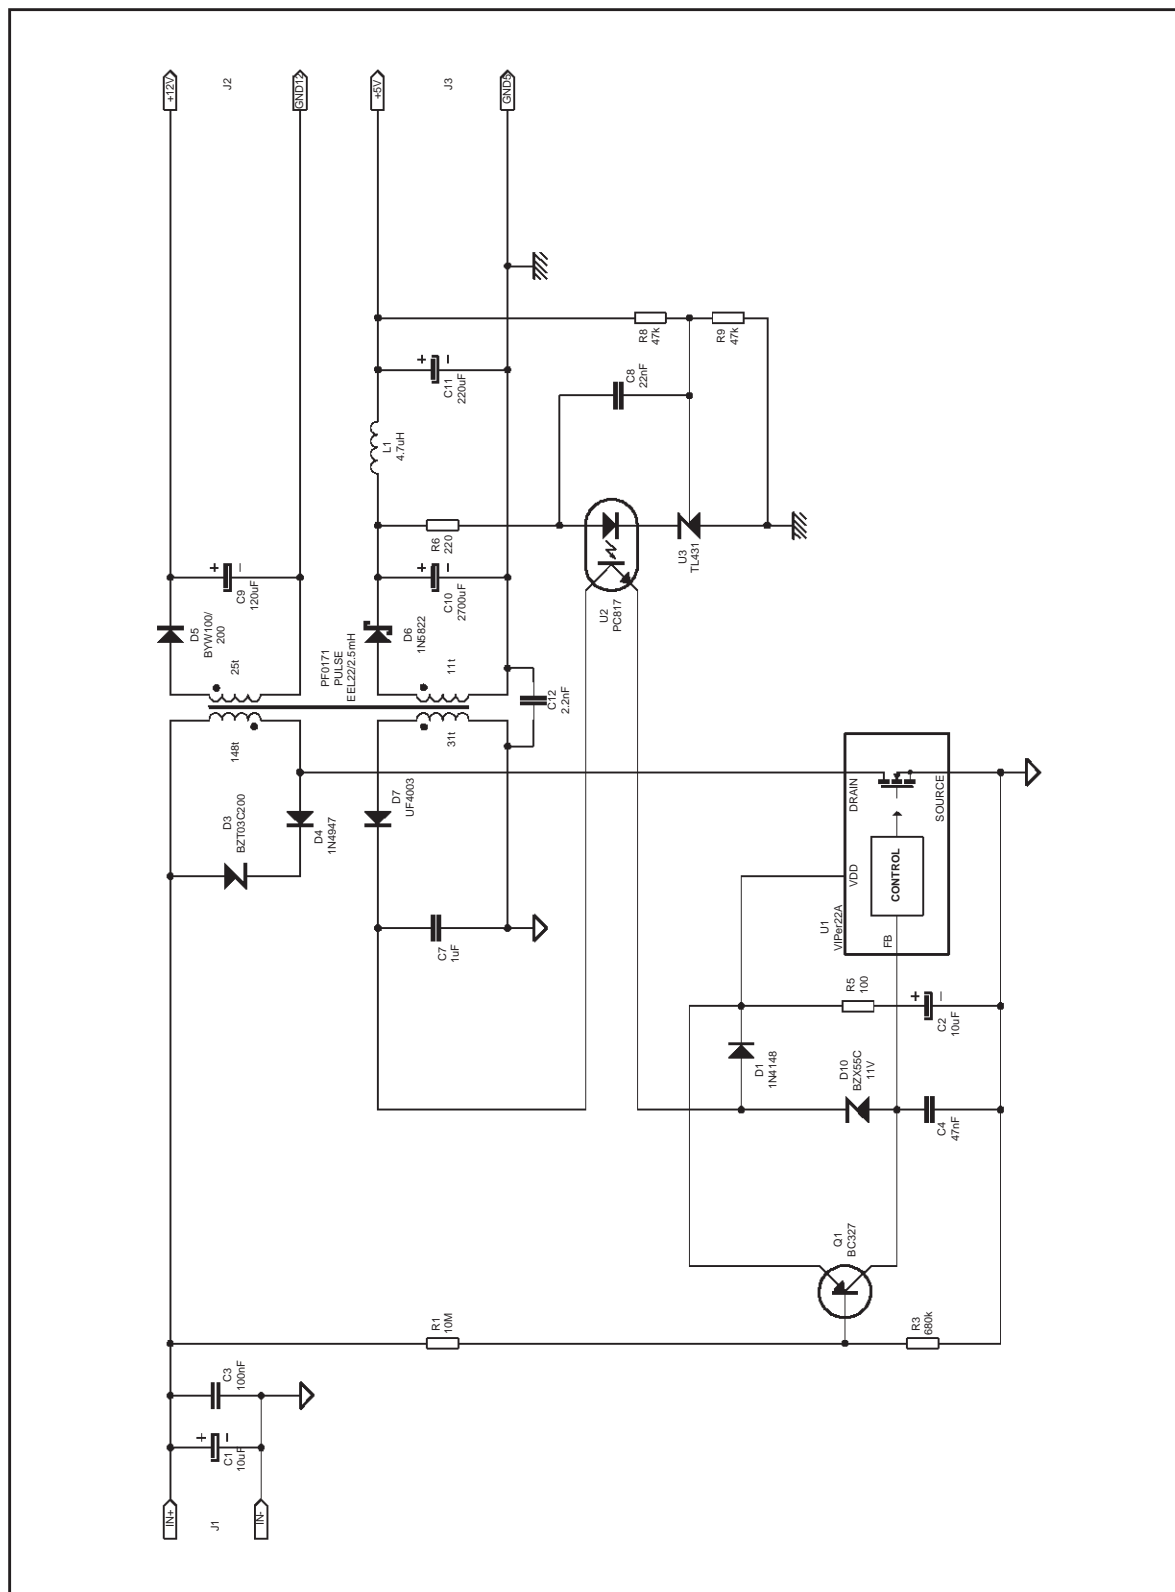 +12V
J2
GND12
+5V
J3
GND5
D5
BYW100/
200
C9
120uF
25t
148t
PF0171
PULSE
EEL22/2.5mH
D3
BZT03C200
D4
1N4947
D6
1N5822
C10
2700uF
R6
220
L1
4.7uH
C11
220uF
11t
31t
D7
UF4003
C7
1uF
C12
2.2nF
U2
PC817
U3
TL431
C8
22nF
R8
47k
R9
47k
U1
VIPer22A
DRAIN
SOURCE
VDD
FB
CONTROL
R5
100
C2
10uF
D1
1N4148
D10
BZX55C
11V
C4
47nF
Q1
BC327
R1
10M
R3
680k
C3
100nF
C1
10uF
IN+
J1
IN-